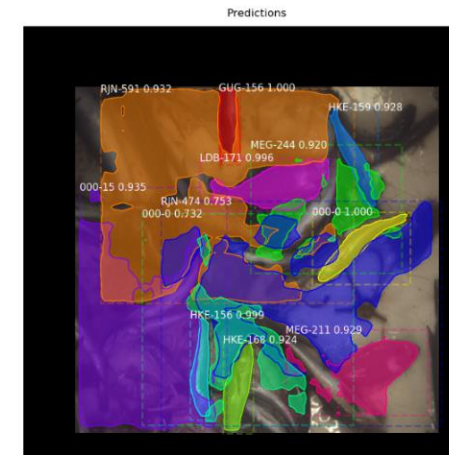 Predictions
RJN-591 0.932
GUG-156 1.000
HKE-159 0.928
MEG-244 0.920
LDB-171 0.996
000-15 0.935
RJN-474 0.753
000-0 0.732
000-0 1.000
HKE-156 0.999
MEG-211 0.929
HKE-168 0.924